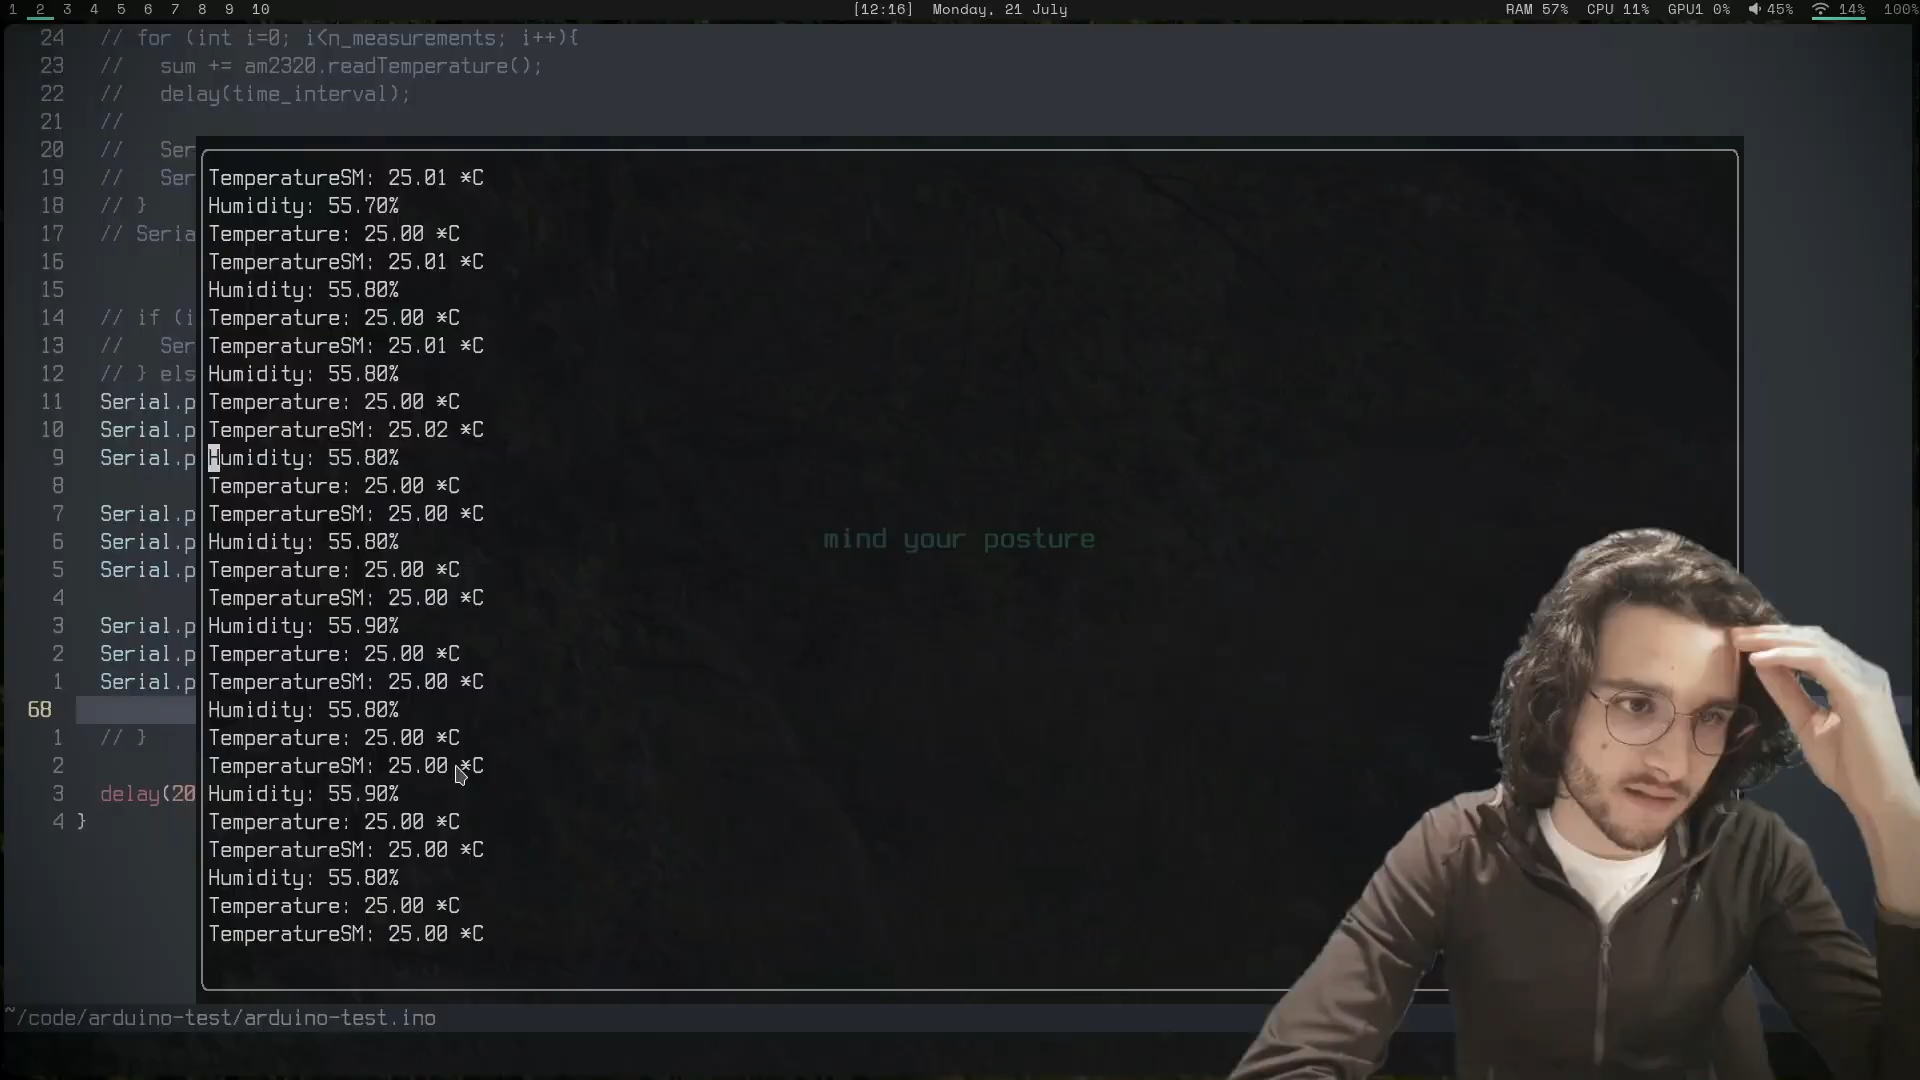 1 2 3 4 5 6 7 8 9 10
[12:16] Monday, 21 July
RAM 57% CPU 11% GPU1 0% 45% 14% 100%
24 // for (int i=0; i<n_measurements; i++){
23 //   sum += am2320.readTemperature();
22 //   delay(time_interval);
21 //
20 //   Ser
19 //   Ser
18 // }
17 // Seria
16
15
14 // if (i
13 //   Ser
12 // } els
11 Serial.p
10 Serial.p
9 Serial.p
8
7 Serial.p
6 Serial.p
5 Serial.p
4
3 Serial.p
2 Serial.p
1 Serial.p
68
1 // }
2
3 delay(20
4 }
TemperatureSM: 25.01 *C
Humidity: 55.70%
Temperature: 25.00 *C
TemperatureSM: 25.01 *C
Humidity: 55.80%
Temperature: 25.00 *C
TemperatureSM: 25.01 *C
Humidity: 55.80%
Temperature: 25.00 *C
TemperatureSM: 25.02 *C
Humidity: 55.80%
Temperature: 25.00 *C
TemperatureSM: 25.00 *C
Humidity: 55.80%
Temperature: 25.00 *C
TemperatureSM: 25.00 *C
Humidity: 55.90%
Temperature: 25.00 *C
TemperatureSM: 25.00 *C
Humidity: 55.80%
Temperature: 25.00 *C
TemperatureSM: 25.00 *C
Humidity: 55.90%
Temperature: 25.00 *C
TemperatureSM: 25.00 *C
Humidity: 55.80%
Temperature: 25.00 *C
TemperatureSM: 25.00 *C
mind your posture
~/code/arduino-test/arduino-test.ino